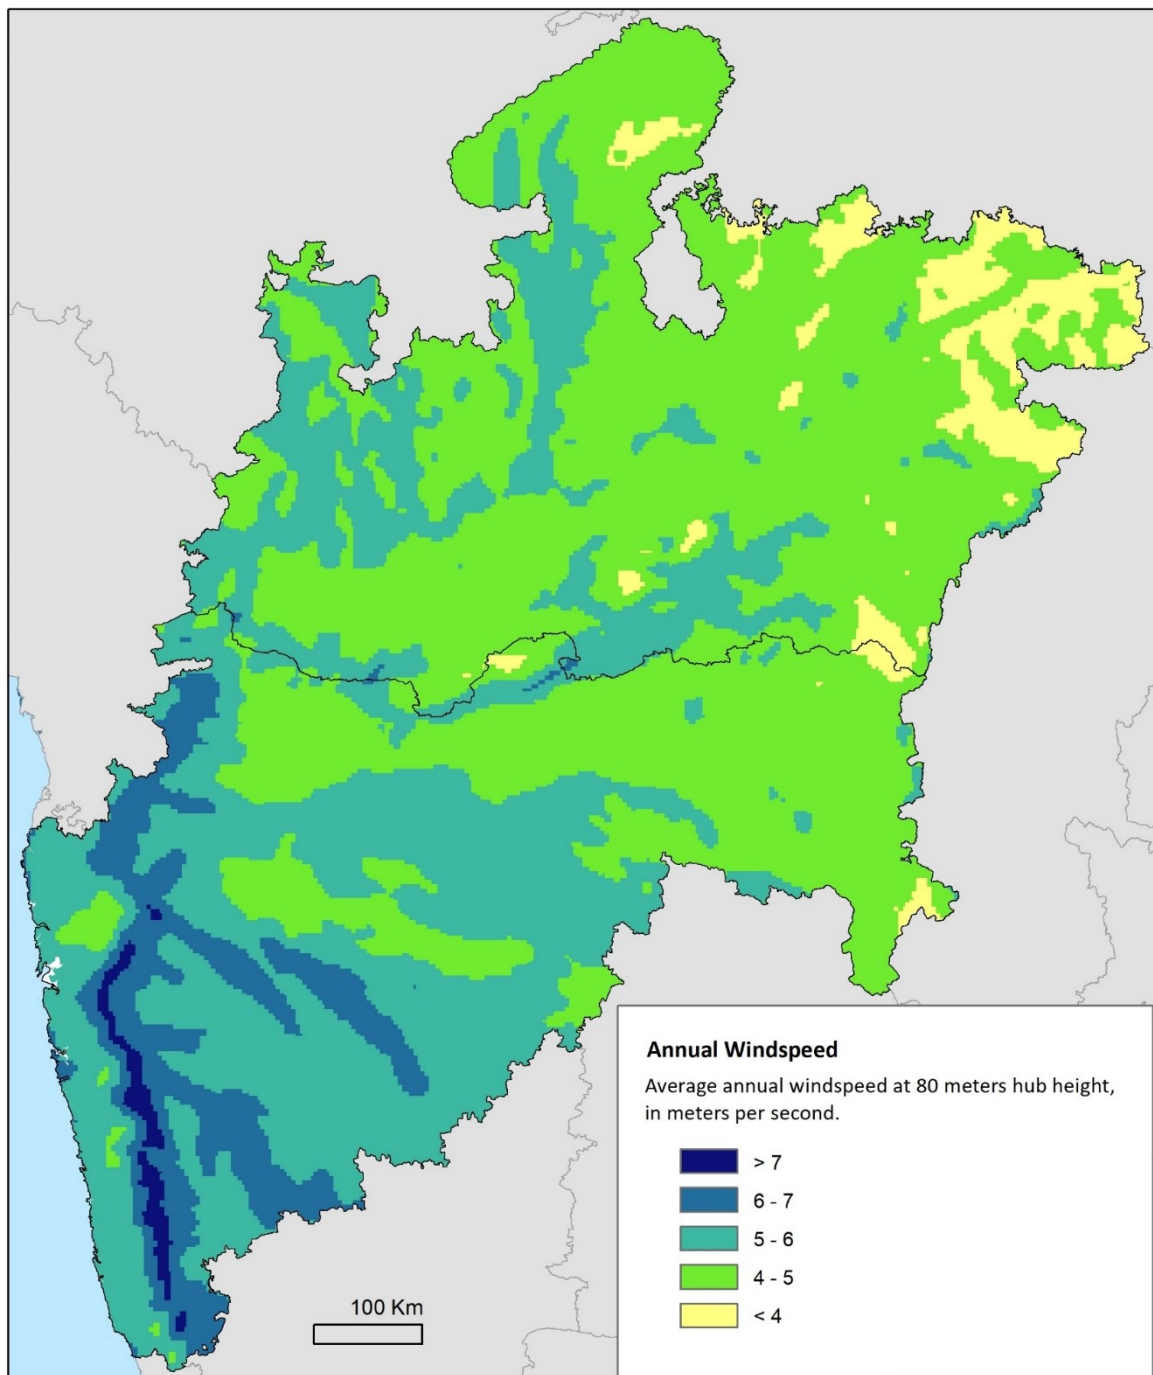 100 Km
Annual Windspeed
Average annual windspeed at 80 meters hub height,
in meters per second.
> 7
6 - 7
5 - 6
4 - 5
< 4